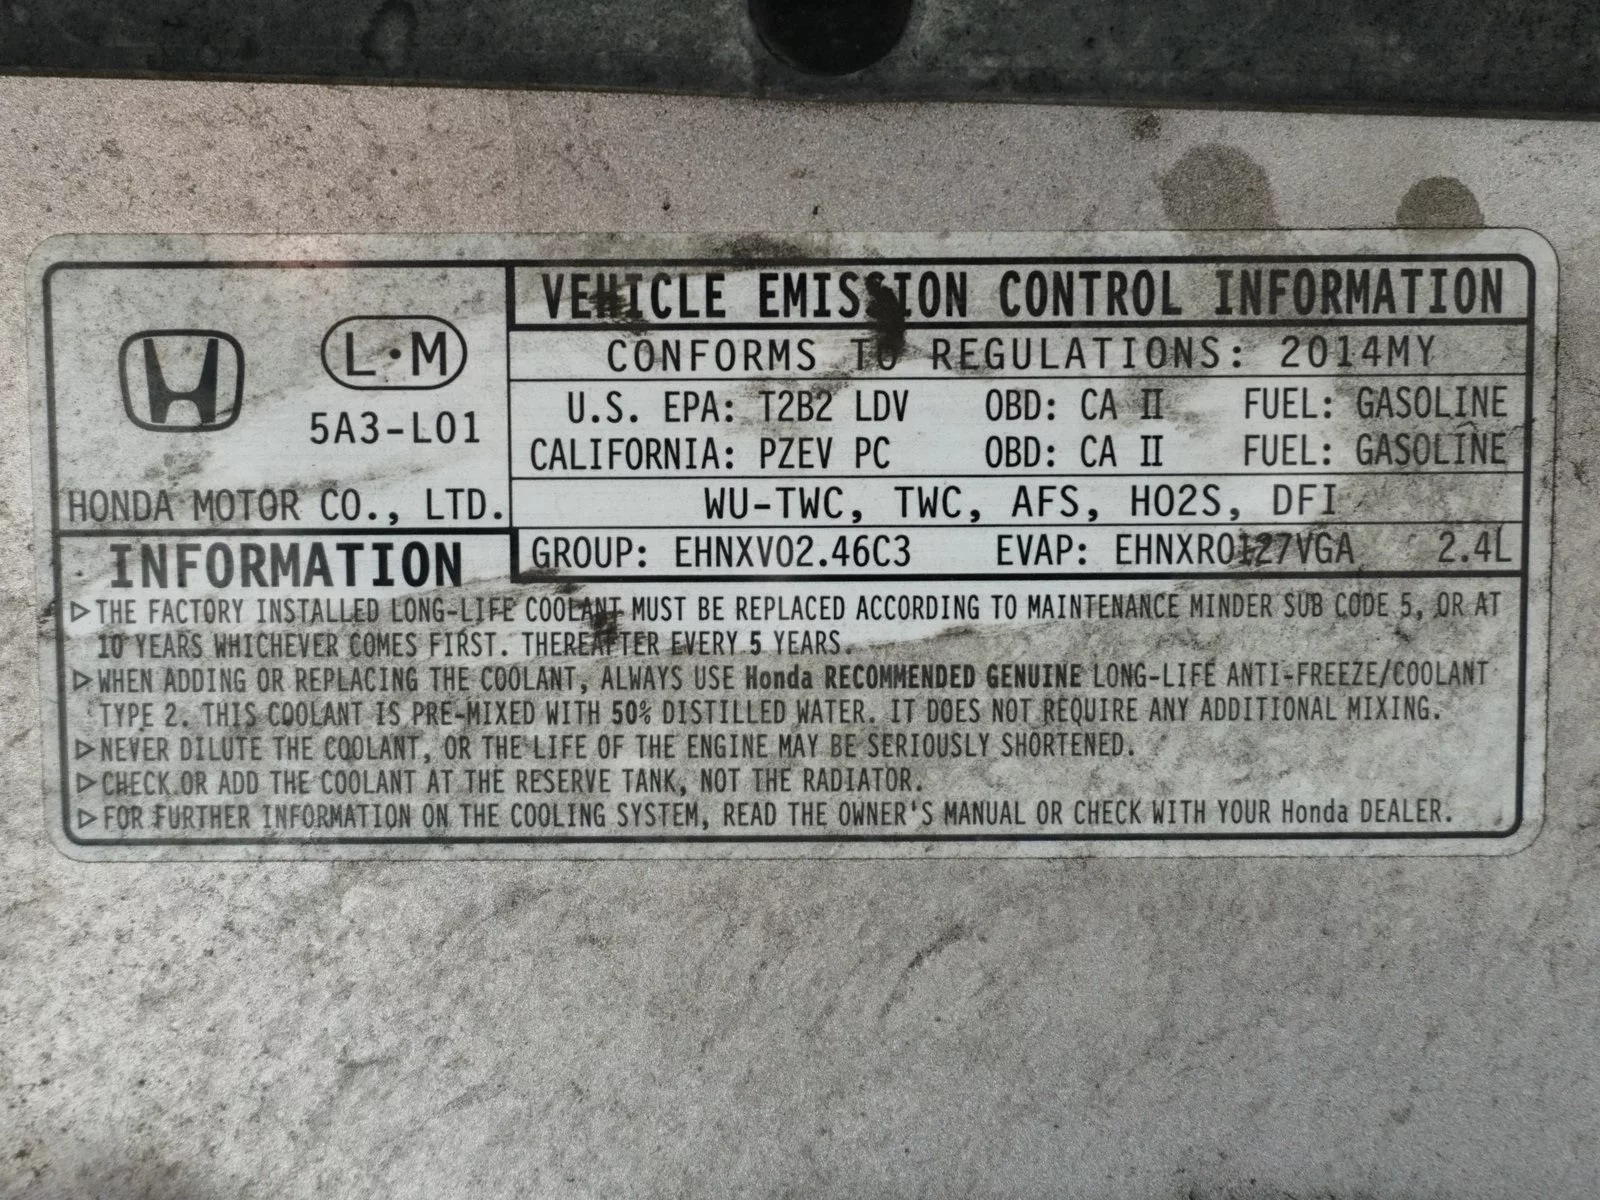 VEHICLE EMISSION CONTROL INFORMATION
L·M
5A3-L01
HONDA MOTOR CO., LTD.
CONFORMS TO REGULATIONS: 2014MY
U.S. EPA: T2B2 LDV OBD: CA II FUEL: GASOLINE
CALIFORNIA: PZEV PC OBD: CA II FUEL: GASOLINE
WU-TWC, TWC, AFS, HO2S, DFI
GROUP: EHNXV02.46C3 EVAP: EHNXR0127VGA 2.4L
INFORMATION
▷THE FACTORY INSTALLED LONG-LIFE COOLANT MUST BE REPLACED ACCORDING TO MAINTENANCE MINDER SUB CODE 5, OR AT
10 YEARS WHICHEVER COMES FIRST. THEREAFTER EVERY 5 YEARS.
▷WHEN ADDING OR REPLACING THE COOLANT, ALWAYS USE Honda RECOMMENDED GENUINE LONG-LIFE ANTI-FREEZE/COOLANT
TYPE 2. THIS COOLANT IS PRE-MIXED WITH 50% DISTILLED WATER. IT DOES NOT REQUIRE ANY ADDITIONAL MIXING.
▷NEVER DILUTE THE COOLANT, OR THE LIFE OF THE ENGINE MAY BE SERIOUSLY SHORTENED.
▷CHECK OR ADD THE COOLANT AT THE RESERVE TANK, NOT THE RADIATOR.
▷FOR FURTHER INFORMATION ON THE COOLING SYSTEM, READ THE OWNER'S MANUAL OR CHECK WITH YOUR Honda DEALER.